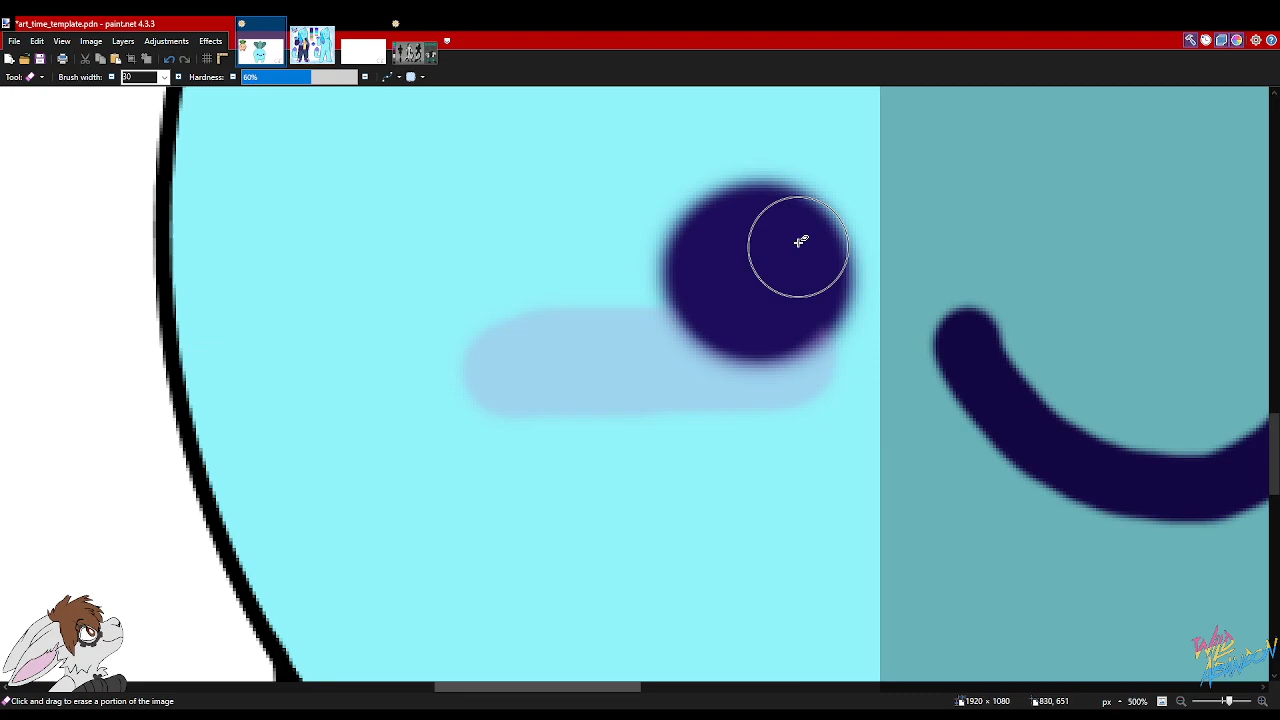 *art_time_template.pdn - paint.net 4.3.3
File Edit View Image Layers Adjustments Effects
Tool: Brush width: 30 Hardness: 60%
Click and drag to erase a portion of the image 1920 × 1080 830, 651 px 500%
WILD